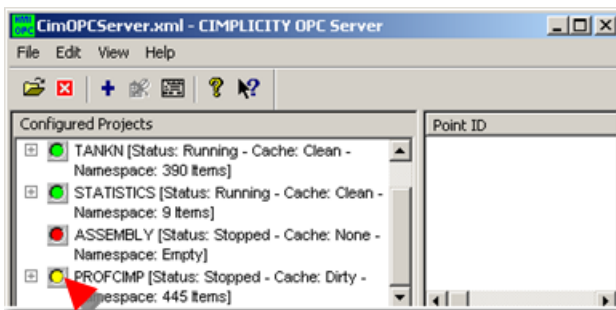 CimOPCServer.xml - CIMPLICITY OPC Server
File Edit View Help
Configured Projects
Point ID
TANKN [Status: Running - Cache: Clean -
Namespace: 390 Items]
STATISTICS [Status: Running - Cache: Clean -
Namespace: 9 Items]
ASSEMBLY [Status: Stopped - Cache: None -
Namespace: Empty]
PROFCIMP [Status: Stopped - Cache: Dirty -
Namespace: 445 Items]